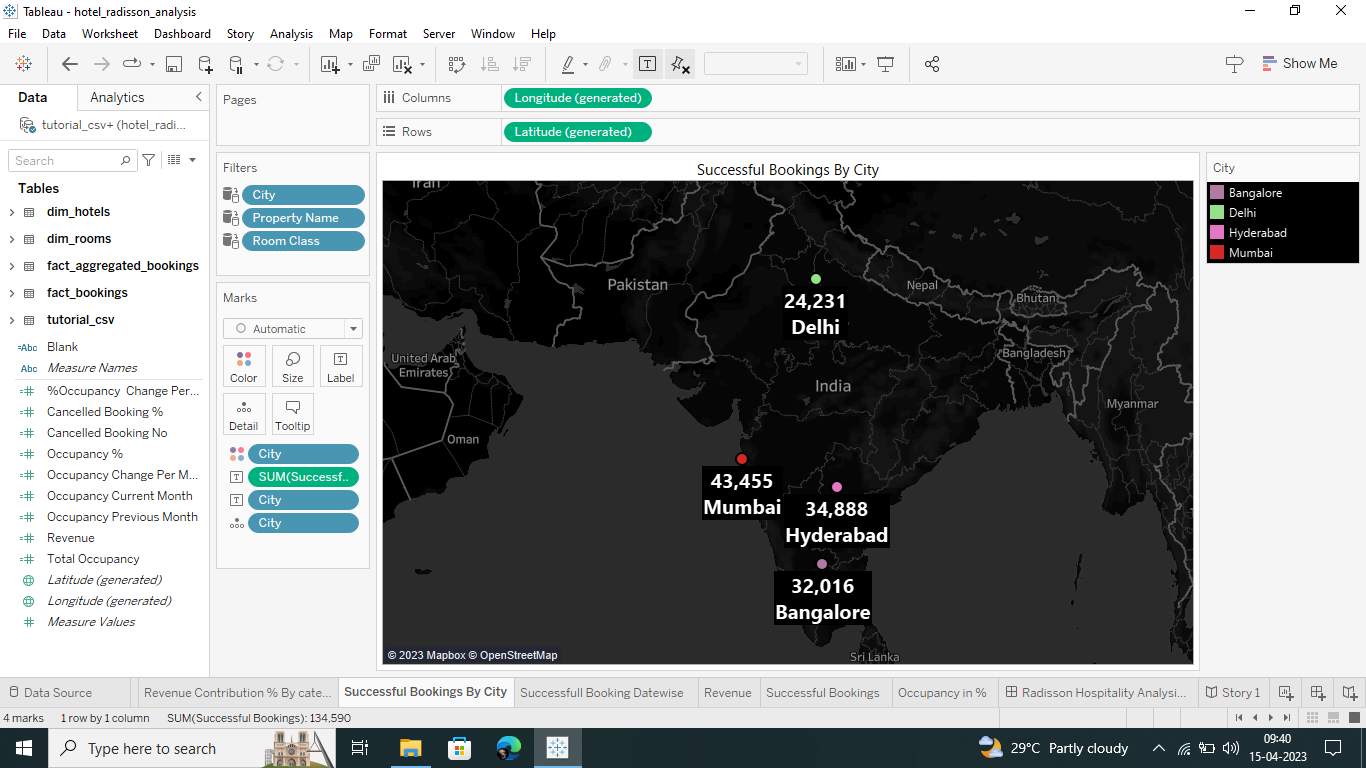 Tableau - hotel_radisson_analysis
File Data Worksheet Dashboard Story Analysis Map Format Server Window Help
Show Me
Data Analytics
tutorial_csv+ (hotel_radi...
Search
Tables
dim_hotels
dim_rooms
fact_aggregated_bookings
fact_bookings
tutorial_csv
=Abc Blank
Abc Measure Names
%Occupancy Change Per...
Cancelled Booking %
Cancelled Booking No
Occupancy %
Occupancy Change Per M...
Occupancy Current Month
Occupancy Previous Month
Revenue
Total Occupancy
Latitude (generated)
Longitude (generated)
Measure Values
Pages
Filters
City
Property Name
Room Class
Marks
Automatic
Color Size Label
Detail Tooltip
City
SUM(Successf..
City
City
Columns Longitude (generated)
Rows Latitude (generated)
Successful Bookings By City
Iran
Pakistan
Nepal
Bhutan
24,231
Delhi
United Arab
Emirates
Bangladesh
India
Myanmar
Oman
43,455
Mumbai
34,888
Hyderabad
32,016
Bangalore
Sri Lanka
© 2023 Mapbox © OpenStreetMap
City
Bangalore
Delhi
Hyderabad
Mumbai
Data Source Revenue Contribution % By cate... Successful Bookings By City Successfull Booking Datewise Revenue Successful Bookings Occupancy in % Radisson Hospitality Analysi... Story 1
4 marks 1 row by 1 column SUM(Successful Bookings): 134,590
Type here to search
29°C Partly cloudy
09:40
15-04-2023